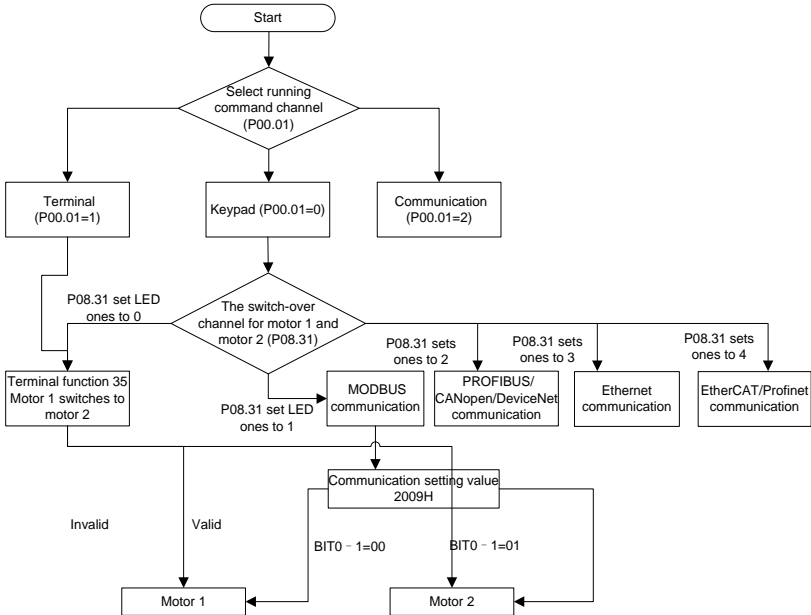 Start
Select running
command channel
(P00.01)
Terminal
(P00.01=1)
Keypad (P00.01=0)
Communication
(P00.01=2)
P08.31 set LED
ones to 0
The switch-over
channel for motor 1 and
motor 2 (P08.31)
P08.31 sets
ones to 2
P08.31 sets
ones to 3
P08.31 sets
ones to 4
Terminal function 35
Motor 1 switches to
motor 2
P08.31 set LED
ones to 1
MODBUS
communication
PROFIBUS/
CANopen/DeviceNet
communication
Ethernet
communication
EtherCAT/Profinet
communication
Communication setting value
2009H
Invalid
Valid
BIT0﹣1=00
BIT0﹣1=01
Motor 1
Motor 2